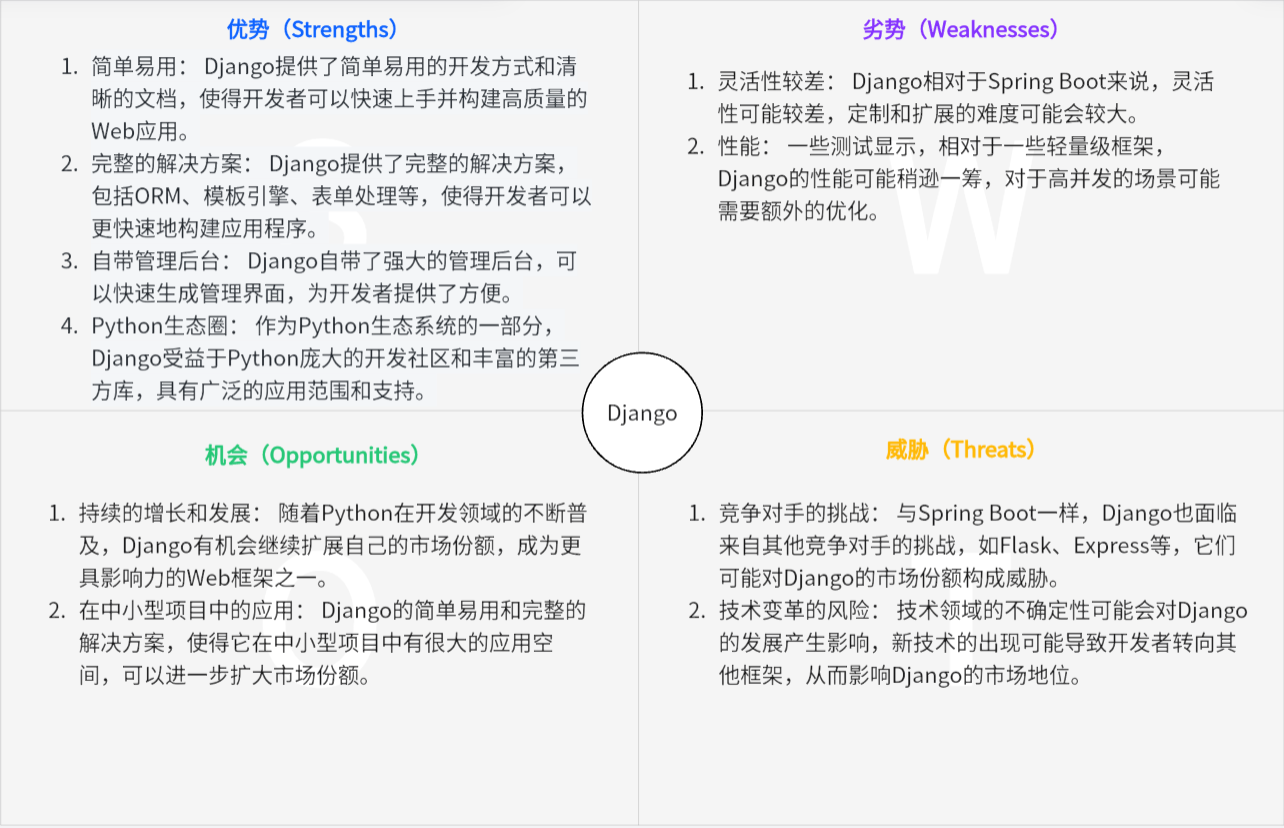 优势（Strengths）
1. 简单易用： Django提供了简单易用的开发方式和清
晰的文档，使得开发者可以快速上手并构建高质量的
Web应用。
2. 完整的解决方案： Django提供了完整的解决方案，
包括ORM、模板引擎、表单处理等，使得开发者可以
更快速地构建应用程序。
3. 自带管理后台： Django自带了强大的管理后台，可
以快速生成管理界面，为开发者提供了方便。
4. Python生态圈： 作为Python生态系统的一部分，
Django受益于Python庞大的开发社区和丰富的第三
方库，具有广泛的应用范围和支持。
S
劣势（Weaknesses）
1. 灵活性较差： Django相对于Spring Boot来说，灵活
性可能较差，定制和扩展的难度可能会较大。
2. 性能： 一些测试显示，相对于一些轻量级框架，
Django的性能可能稍逊一筹，对于高并发的场景可能
需要额外的优化。
W
Django
机会（Opportunities）
1. 持续的增长和发展： 随着Python在开发领域的不断普
及，Django有机会继续扩展自己的市场份额，成为更
具影响力的Web框架之一。
2. 在中小型项目中的应用： Django的简单易用和完整的
解决方案，使得它在中小型项目中有很大的应用空
间，可以进一步扩大市场份额。
O
威胁（Threats）
1. 竞争对手的挑战： 与Spring Boot一样，Django也面临
来自其他竞争对手的挑战，如Flask、Express等，它们
可能对Django的市场份额构成威胁。
2. 技术变革的风险： 技术领域的不确定性可能会对Django
的发展产生影响，新技术的出现可能导致开发者转向其
他框架，从而影响Django的市场地位。
T